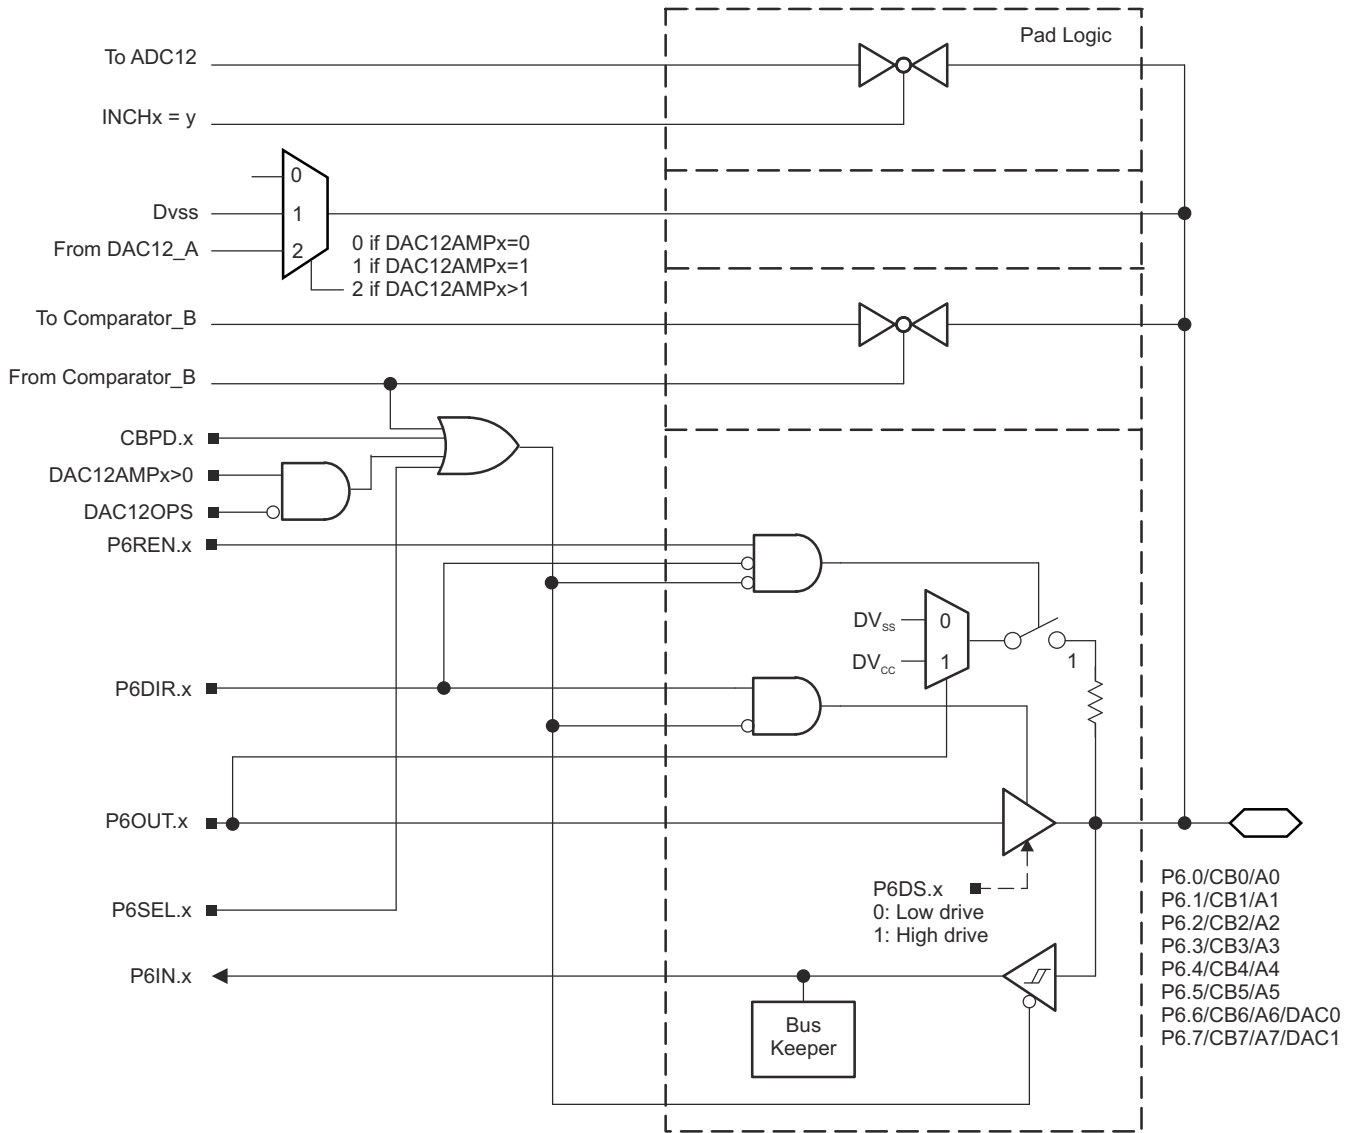 Pad Logic
To ADC12
INCHx = y
0
Dvss
1
From DAC12_A
2
0 if DAC12AMPx=0
1 if DAC12AMPx=1
2 if DAC12AMPx>1
To Comparator_B
From Comparator_B
CBPD.x
DAC12AMPx>0
DAC12OPS
P6REN.x
DVss
0
DVcc
1
1
P6DIR.x
P6OUT.x
P6DS.x
0: Low drive
1: High drive
P6SEL.x
P6IN.x
Bus
Keeper
P6.0/CB0/A0
P6.1/CB1/A1
P6.2/CB2/A2
P6.3/CB3/A3
P6.4/CB4/A4
P6.5/CB5/A5
P6.6/CB6/A6/DAC0
P6.7/CB7/A7/DAC1